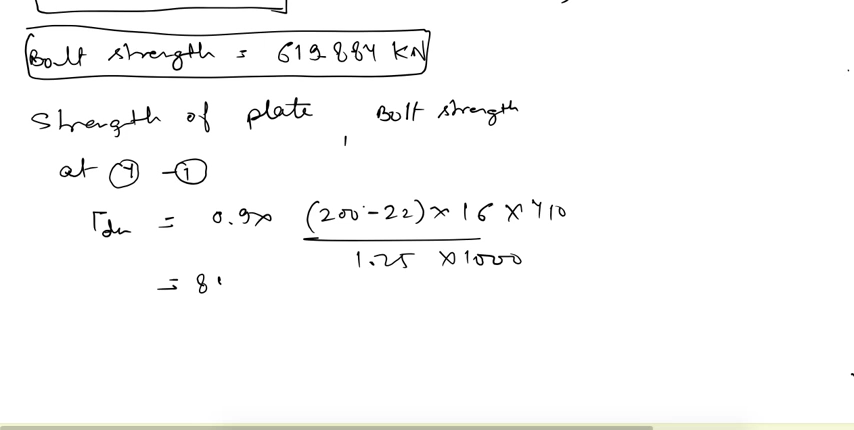 Bolt strength = 619.884 KN
Strength of plate, Bolt strength
at ① - ①
Tdn = 0.9 x (200 - 22) x 16 x 410
1.25 x 1000
= 8